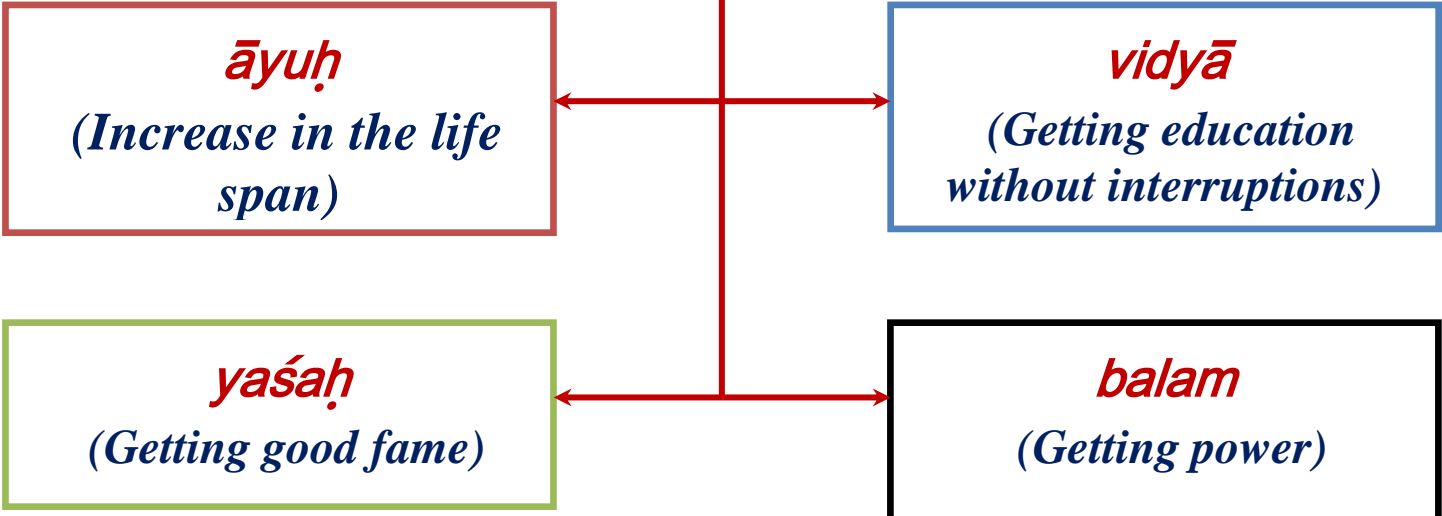 āyuḥ
(Increase in the life
span)
vidyā
(Getting education
without interruptions)
yaśaḥ
(Getting good fame)
balam
(Getting power)